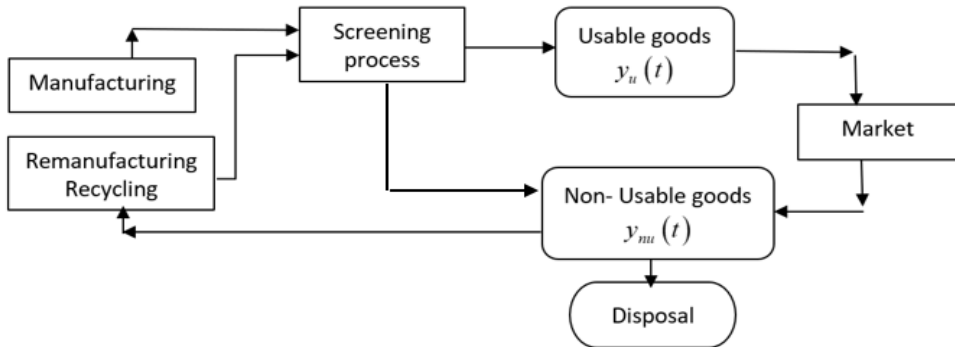 Screening
process
Usable goods
y_u (t)
Manufacturing
Market
Remanufacturing
Recycling
Non- Usable goods
y_nu (t)
Disposal